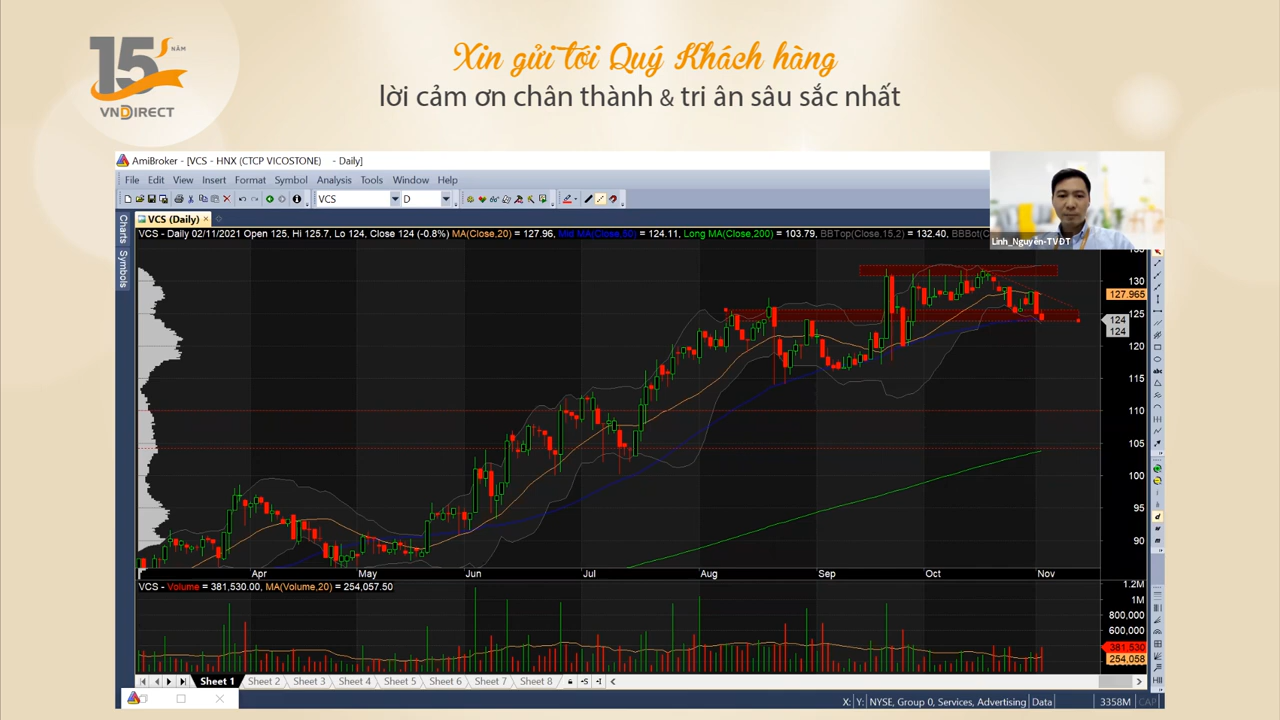 15 NĂM
VNDIRECT
Xin gửi tới Quý Khách hàng
lời cảm ơn chân thành & tri ân sâu sắc nhất
AmiBroker - [VCS - HNX (CTCP VICOSTONE) - Daily]
File Edit View Insert Format Symbol Analysis Tools Window Help
VCS D
Charts Symbols
VCS (Daily)
VCS - Daily 02/11/2021 Open 125, Hi 125.7, Lo 124, Close 124 (-0.8%) MA(Close,20) = 127.96, Mid MA(Close,50) = 124.11, Long MA(Close,200) = 103.79, BBTop(Close,15,2) = 132.40, BBBot(C
Linh_Nguyễn-TVĐT
130
127.965
125
124
124
120
115
110
105
100
95
90
Apr May Jun Jul Aug Sep Oct Nov
VCS - Volume = 381,530.00, MA(Volume,20) = 254,057.50
1.2M
1M
800,000
600,000
381,530
254,058
abc
Sheet 1 Sheet 2 Sheet 3 Sheet 4 Sheet 5 Sheet 6 Sheet 7 Sheet 8
X: Y: NYSE, Group 0, Services, Advertising Data 3358M CAP